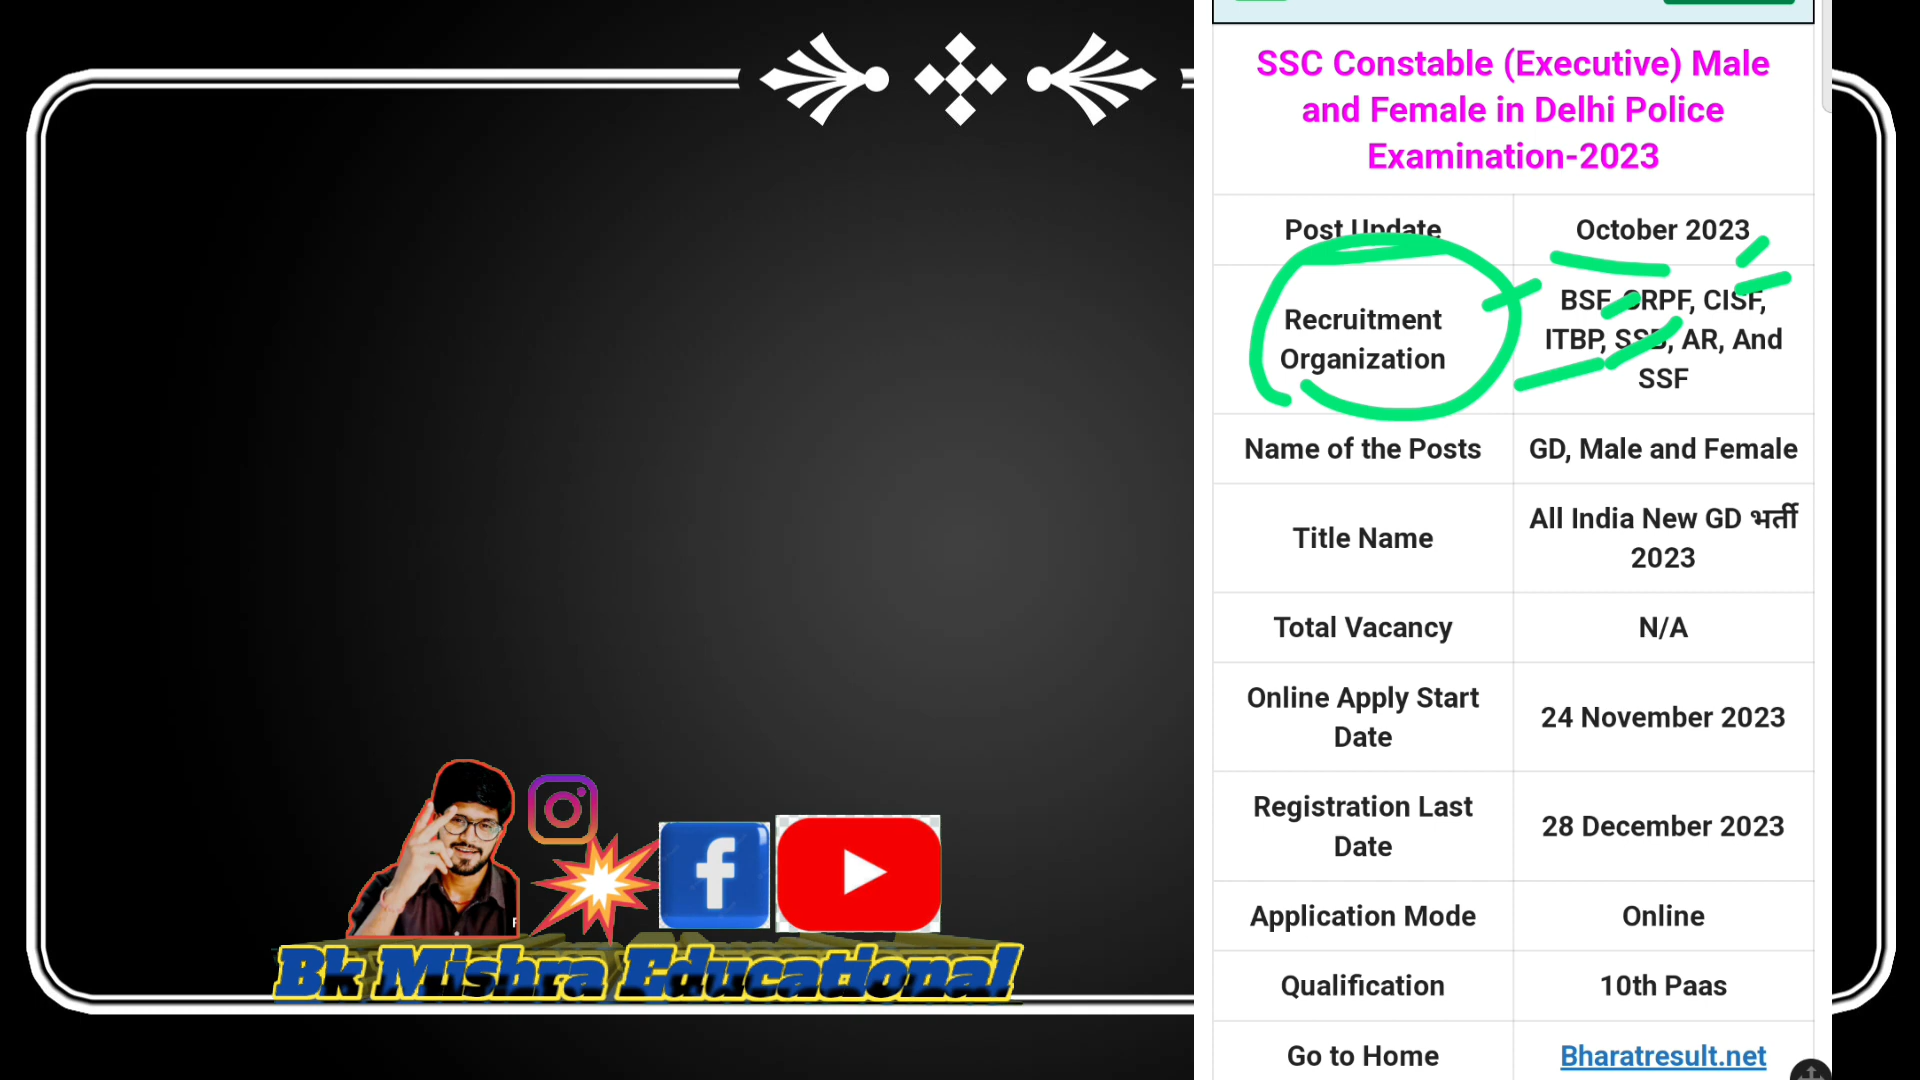 SSC Constable (Executive) Male
and Female in Delhi Police
Examination-2023
Post Update
October 2023
Recruitment
Organization
BSF, CRPF, CISF,
ITBP, SSB, AR, And
SSF
Name of the Posts
GD, Male and Female
Title Name
All India New GD भर्ती
2023
Total Vacancy
N/A
Online Apply Start
Date
24 November 2023
Registration Last
Date
28 December 2023
Application Mode
Online
Qualification
10th Paas
Go to Home
Bharatresult.net
Bk Mishra Educational